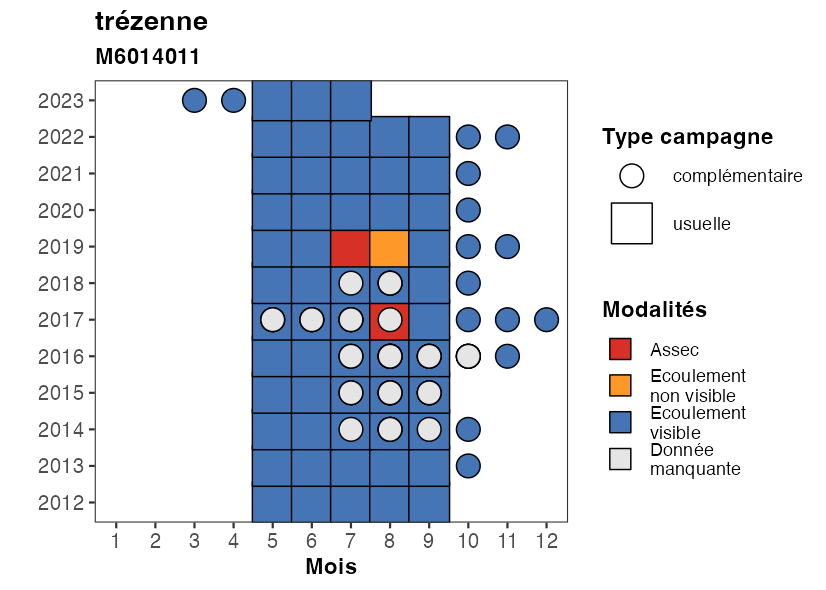 trézenne
M6014011
2023
2022
2021
2020
2019
2018
2017
2016
2015
2014
2013
2012
1 2 3 4 5 6 7 8 9 10 11 12
Mois
Type campagne
complémentaire
usuelle
Modalités
Assec
Ecoulement
non visible
Ecoulement
visible
Donnée
manquante